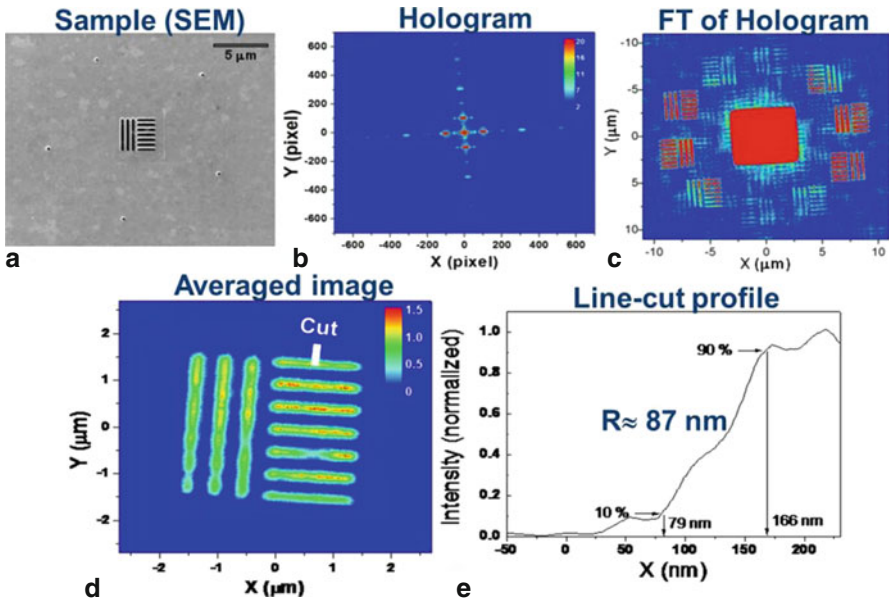 Sample (SEM)
5 µm
a
Hologram
Y (pixel)
600
400
200
0
-200
-400
-600
-600 -400 -200 0 200 400 600
X (pixel)
20
13
7
2
b
FT of Hologram
Y (µm)
-10
-5
0
5
10
-10 -5 0 5 10
X (µm)
c
Averaged image
Cut
1.5
1.0
0.5
0
Y (µm)
2
1
0
-1
-2
-2 -1 0 1 2
X (µm)
d
Line-cut profile
Intensity (normalized)
1.0
0.8
0.6
0.4
0.2
0.0
90 %
R≈ 87 nm
10 %
79 nm
166 nm
-50 0 50 100 150 200
X (nm)
e